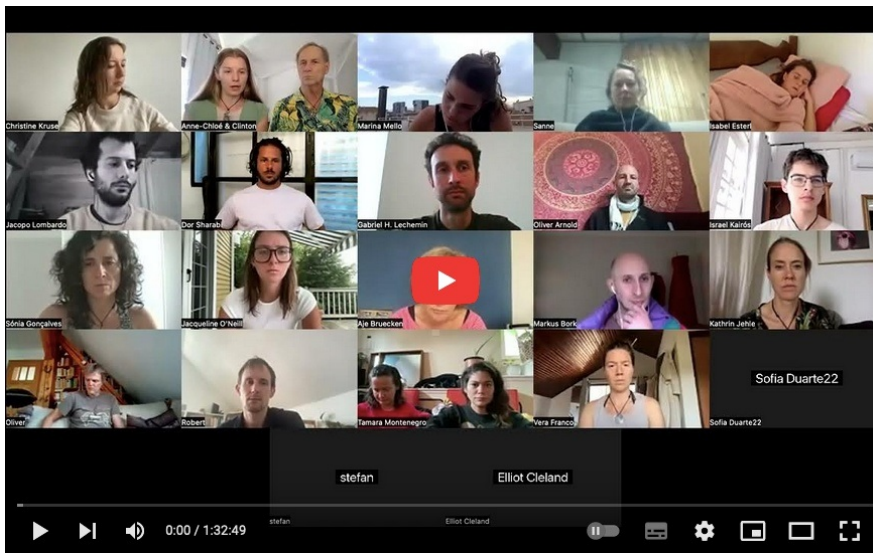 Christine Kruse
Anne-Chloé & Clinton
Marina Mello
Sanne
Isabel Esterl
Jacopo Lombardo
Dor Sharabi
Gabriel H. Lechemin
Oliver Arnold
Israel Kairós
Sónia Gonçalves
Jacqueline O'Neill
Aje Bruecken
Markus Bork
Kathrin Jehle
Oliver
Robert
Tamara Montenegro
Vera Franco
Sofia Duarte22
Sofia Duarte22
stefan
Elliot Cleland
stefan
Elliot Cleland
0:00 / 1:32:49